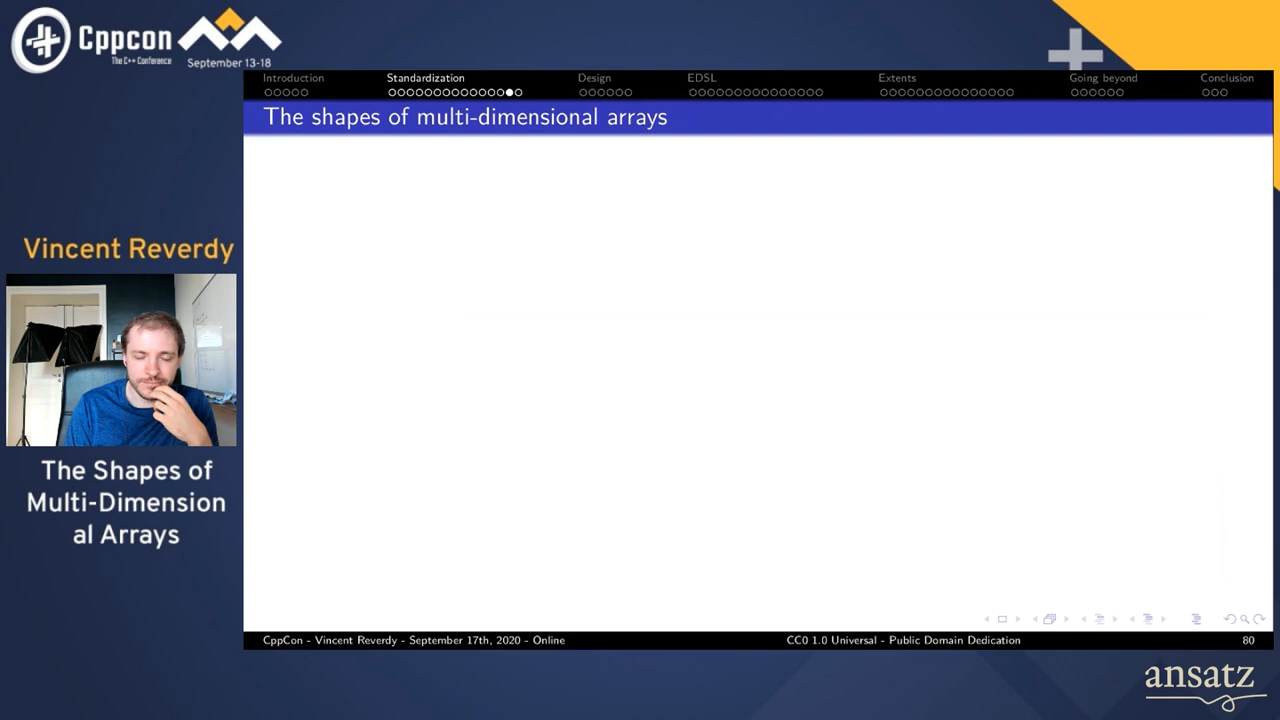 Cppcon
The C++ Conference
September 13-18
Introduction
Standardization
Design
EDSL
Extents
Going beyond
Conclusion
The shapes of multi-dimensional arrays
Vincent Reverdy
The Shapes of
Multi-Dimension
al Arrays
CppCon - Vincent Reverdy - September 17th, 2020 - Online
CC0 1.0 Universal - Public Domain Dedication
80
ansatz